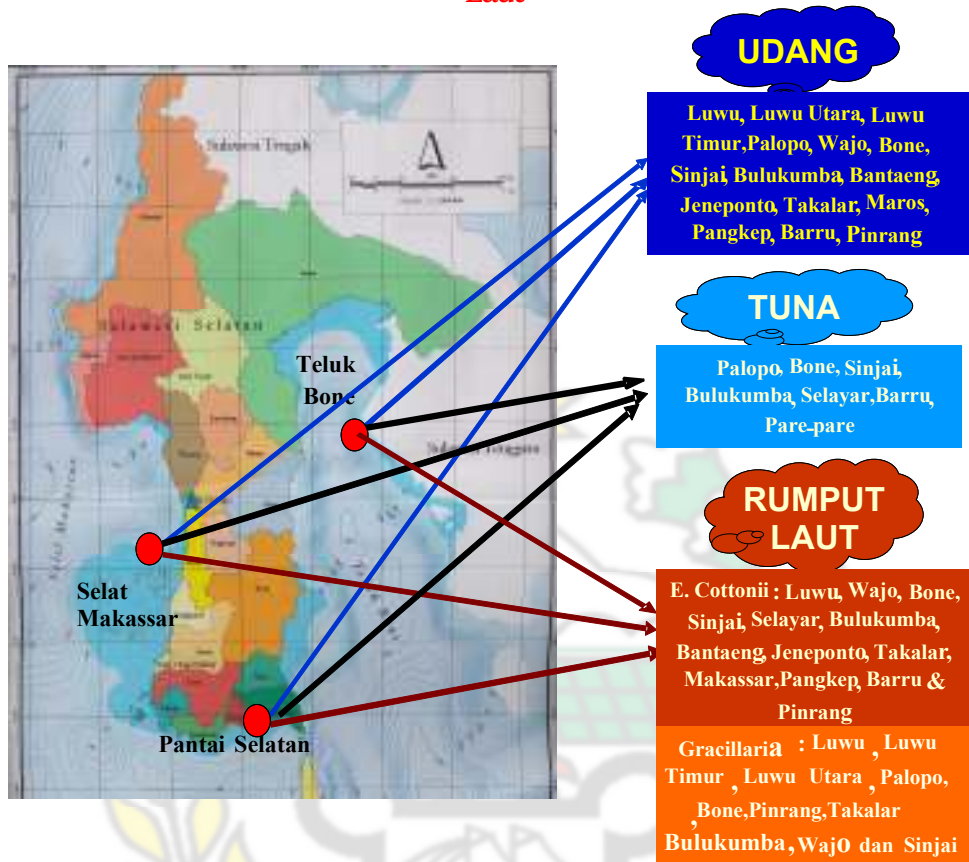 Laut
UDANG
Luwu, Luwu Utara, Luwu
Timur,Palopo, Wajo, Bone,
Sinjai, Bulukumba, Bantaeng,
Jeneponto, Takalar, Maros,
Pangkep, Barru, Pinrang
Sulawesi Tengah
TUNA
Palopo, Bone, Sinjai,
Bulukumba, Selayar,Barru,
Pare-pare
Sulawesi Selatan
Teluk
Bone
Sulawesi Tenggara
RUMPUT
LAUT
E. Cottonii : Luwu, Wajo, Bone,
Sinjai, Selayar, Bulukumba,
Bantaeng, Jeneponto, Takalar,
Makassar,Pangkep, Barru &
Pinrang
Selat
Makassar
Pantai Selatan
Gracillaria : Luwu , Luwu
Timur , Luwu Utara , Palopo,
,Bone,Pinrang,Takalar
Bulukumba, Wajo dan Sinjai